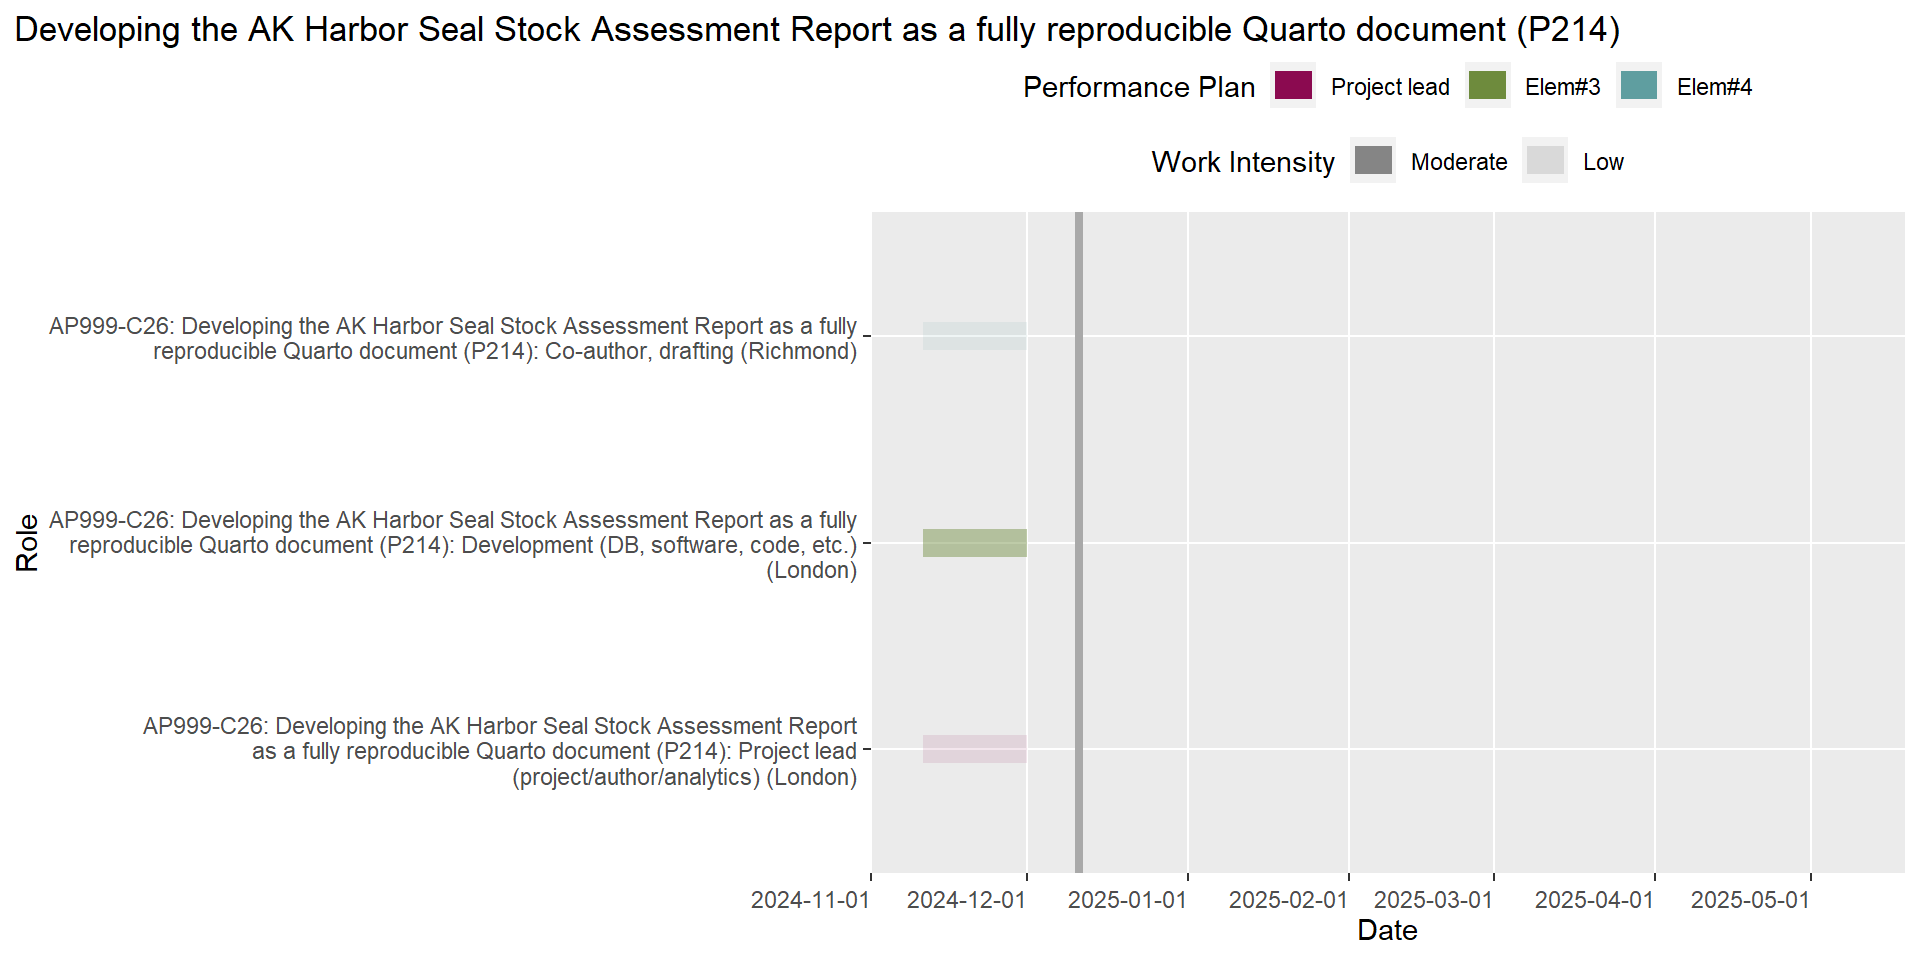 Developing the AK Harbor Seal Stock Assessment Report as a fully reproducible Quarto document (P214)
Performance Plan Project lead Elem#3 Elem#4
Work Intensity Moderate Low
AP999-C26: Developing the AK Harbor Seal Stock Assessment Report as a fully
reproducible Quarto document (P214): Co-author, drafting (Richmond)
Role
AP999-C26: Developing the AK Harbor Seal Stock Assessment Report as a fully
reproducible Quarto document (P214): Development (DB, software, code, etc.)
(London)
AP999-C26: Developing the AK Harbor Seal Stock Assessment Report
as a fully reproducible Quarto document (P214): Project lead
(project/author/analytics) (London)
2024-11-01 2024-12-01 2025-01-01 2025-02-01 2025-03-01 2025-04-01 2025-05-01
Date